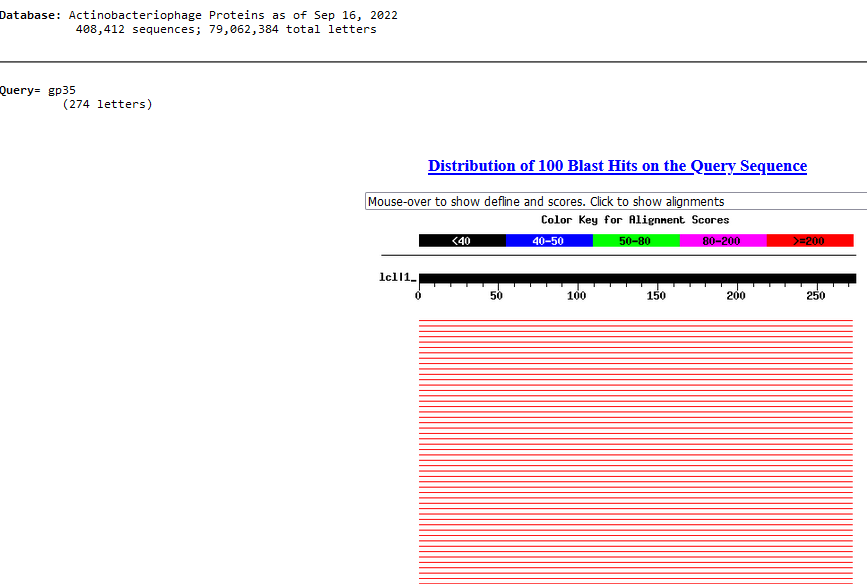 Database: Actinobacteriophage Proteins as of Sep 16, 2022
408,412 sequences; 79,062,384 total letters
Query= gp35
(274 letters)
Distribution of 100 Blast Hits on the Query Sequence
Mouse-over to show defline and scores. Click to show alignments
Color Key for Alignment Scores
<40 40-50 50-80 80-200 >=200
lcl|1_
0 50 100 150 200 250